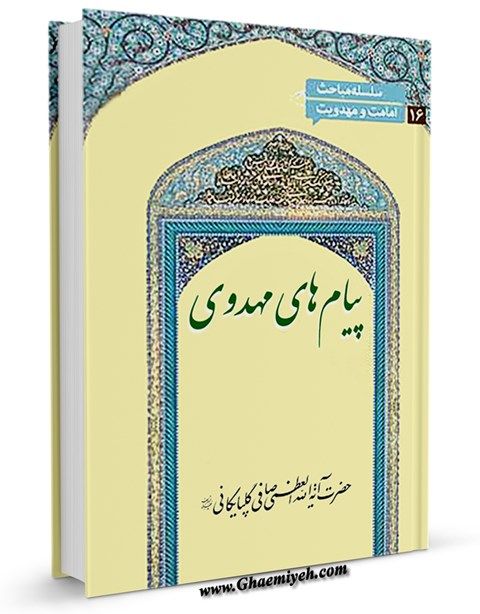 سلسله مباحث
امامت و مهدویت
۱۶
پیام های مهدوی
حضرت آیة الله العظمی صافی گلپایگانی
www.Ghaemiyeh.com